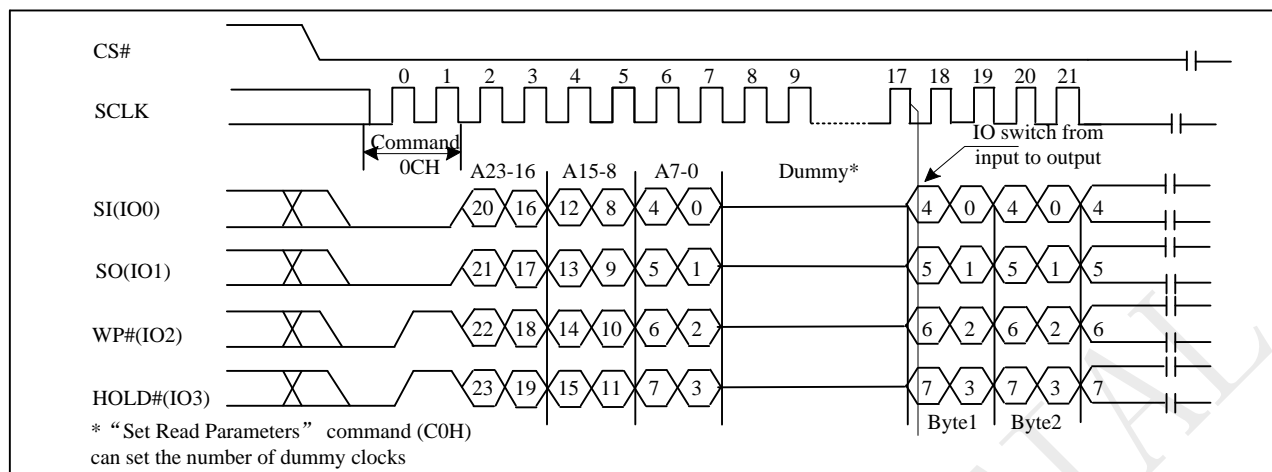 CS#
0 1 2 3 4 5 6 7 8 9 17 18 19 20 21
SCLK
Command
0CH
IO switch from
input to output
A23-16 A15-8 A7-0 Dummy*
SI(IO0) 20 16 12 8 4 0 4 0 4 0 4
SO(IO1) 21 17 13 9 5 1 5 1 5 1 5
WP#(IO2) 22 18 14 10 6 2 6 2 6 2 6
HOLD#(IO3) 23 19 15 11 7 3 7 3 7 3 7
Byte1 Byte2
*“Set Read Parameters” command (C0H)
can set the number of dummy clocks